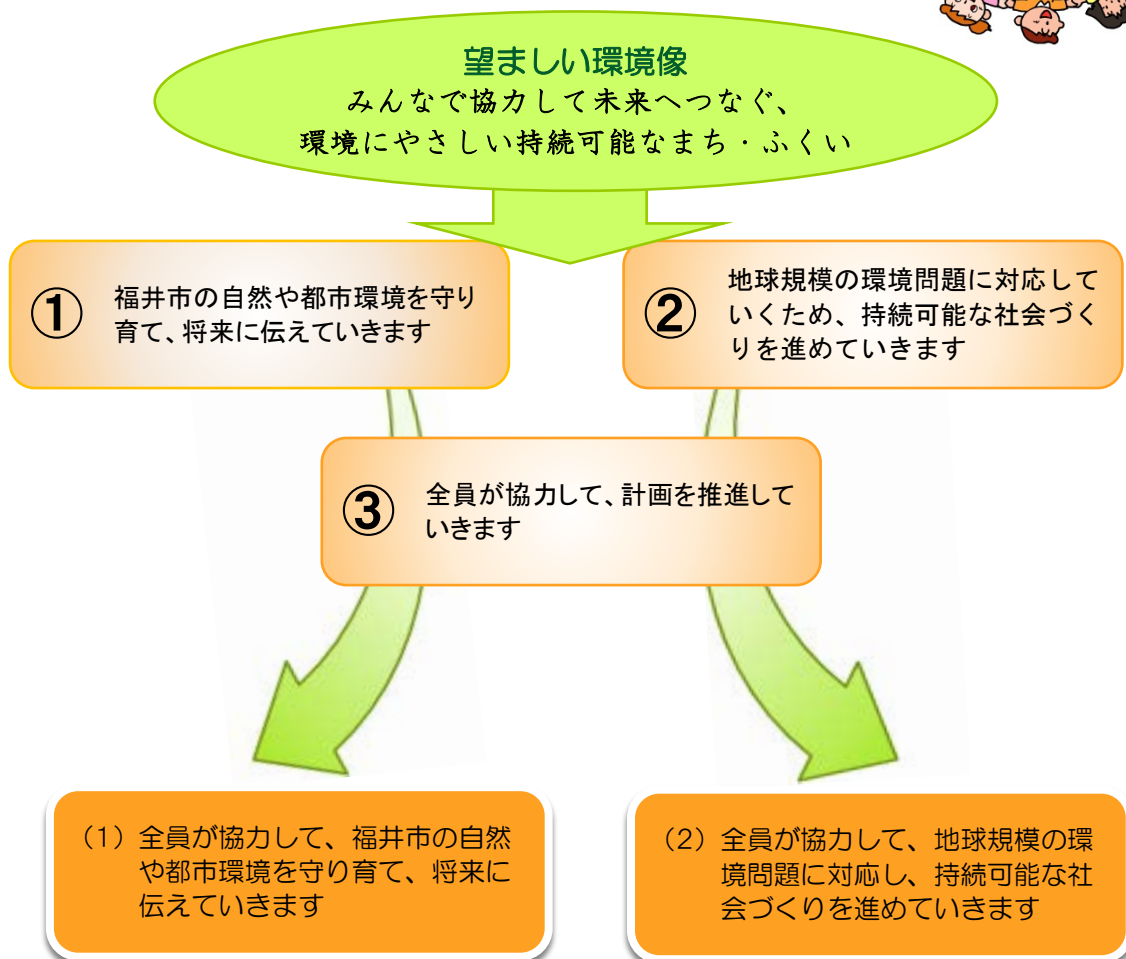 望ましい環境像
みんなで協力して未来へつなぐ、
環境にやさしい持続可能なまち・ふくい
① 福井市の自然や都市環境を守り
育て、将来に伝えていきます
② 地球規模の環境問題に対応して
いくため、持続可能な社会づく
りを進めていきます
③ 全員が協力して、計画を推進して
いきます
（1）全員が協力して、福井市の自然
や都市環境を守り育て、将来に
伝えていきます
（2）全員が協力して、地球規模の環
境問題に対応し、持続可能な社
会づくりを進めていきます